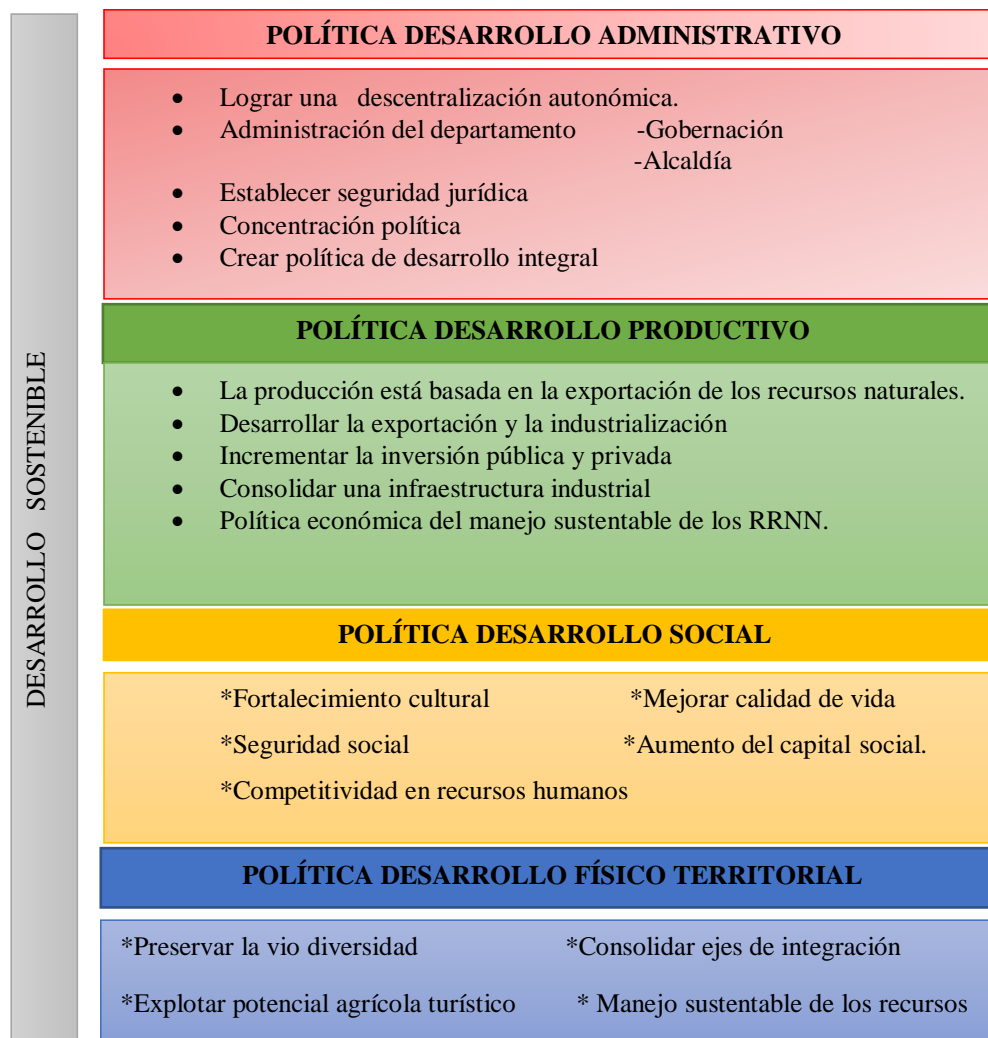 DESARROLLO SOSTENIBLE
POLÍTICA DESARROLLO ADMINISTRATIVO
• Lograr una descentralización autonómica.
• Administración del departamento -Gobernación
-Alcaldía
• Establecer seguridad jurídica
• Concentración política
• Crear política de desarrollo integral
POLÍTICA DESARROLLO PRODUCTIVO
• La producción está basada en la exportación de los recursos naturales.
• Desarrollar la exportación y la industrialización
• Incrementar la inversión pública y privada
• Consolidar una infraestructura industrial
• Política económica del manejo sustentable de los RRNN.
POLÍTICA DESARROLLO SOCIAL
*Fortalecimiento cultural *Mejorar calidad de vida
*Seguridad social *Aumento del capital social.
*Competitividad en recursos humanos
POLÍTICA DESARROLLO FÍSICO TERRITORIAL
*Preservar la vio diversidad *Consolidar ejes de integración
*Explotar potencial agrícola turístico * Manejo sustentable de los recursos